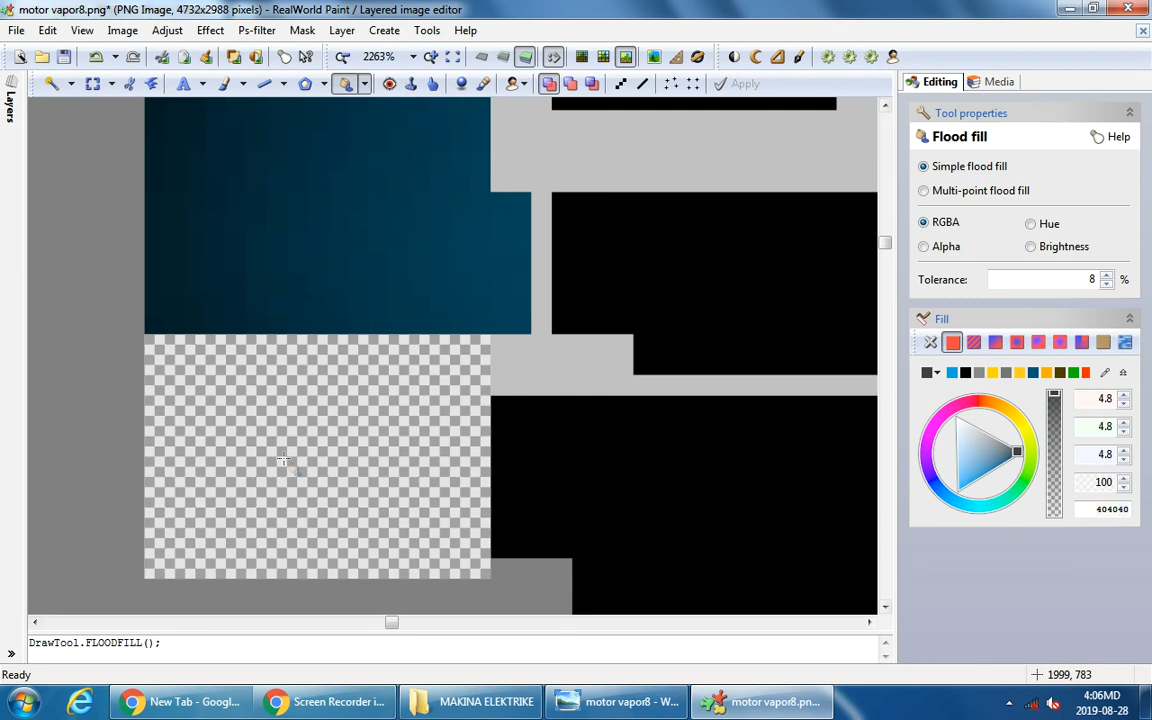 motor vapor8.png* (PNG Image, 4732x2988 pixels) - RealWorld Paint / Layered image editor
File Edit View Image Adjust Effect Ps-filter Mask Layer Create Tools Help
2263%
Apply
Layers
Editing Media
Tool properties
Flood fill Help
Simple flood fill
Multi-point flood fill
RGBA Hue
Alpha Brightness
Tolerance: 8 %
Fill
4.8
4.8
4.8
100
404040
DrawTool.FLOODFILL();
Ready 1999, 783
New Tab - Googl... Screen Recorder i... MAKINA ELEKTRIKE motor vapor8 - W... motor vapor8.pn... 4:06MD
2019-08-28